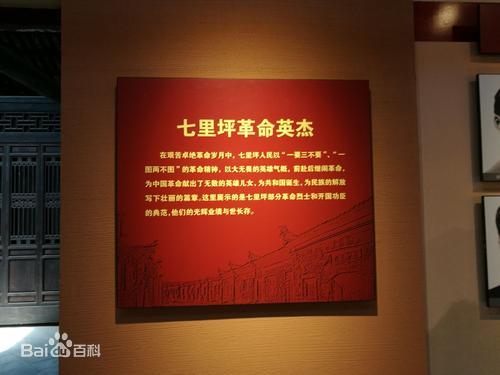 七里坪革命英杰
在艰苦卓绝革命岁月中，七里坪人民以“一要三不要”、“一
图两不图”的革命精神，以大无畏的英雄气概，前赴后继闹革命，
为中国革命献出了无数的英雄儿女，为共和国诞生，为民族的解放
写下壮丽的篇章。这里展示的是七里坪部分革命烈士和开国功臣
的典范，他们的光辉业绩与世长存。
Bai百科